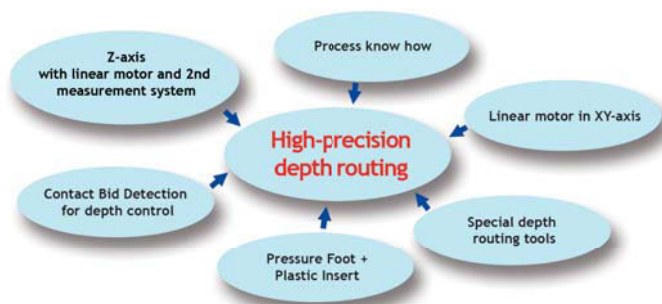 Process know how
Z-axis
with linear motor and 2nd
measurement system
Linear motor in XY-axis
High-precision
depth routing
Contact Bid Detection
for depth control
Special depth
routing tools
Pressure Foot +
Plastic Insert